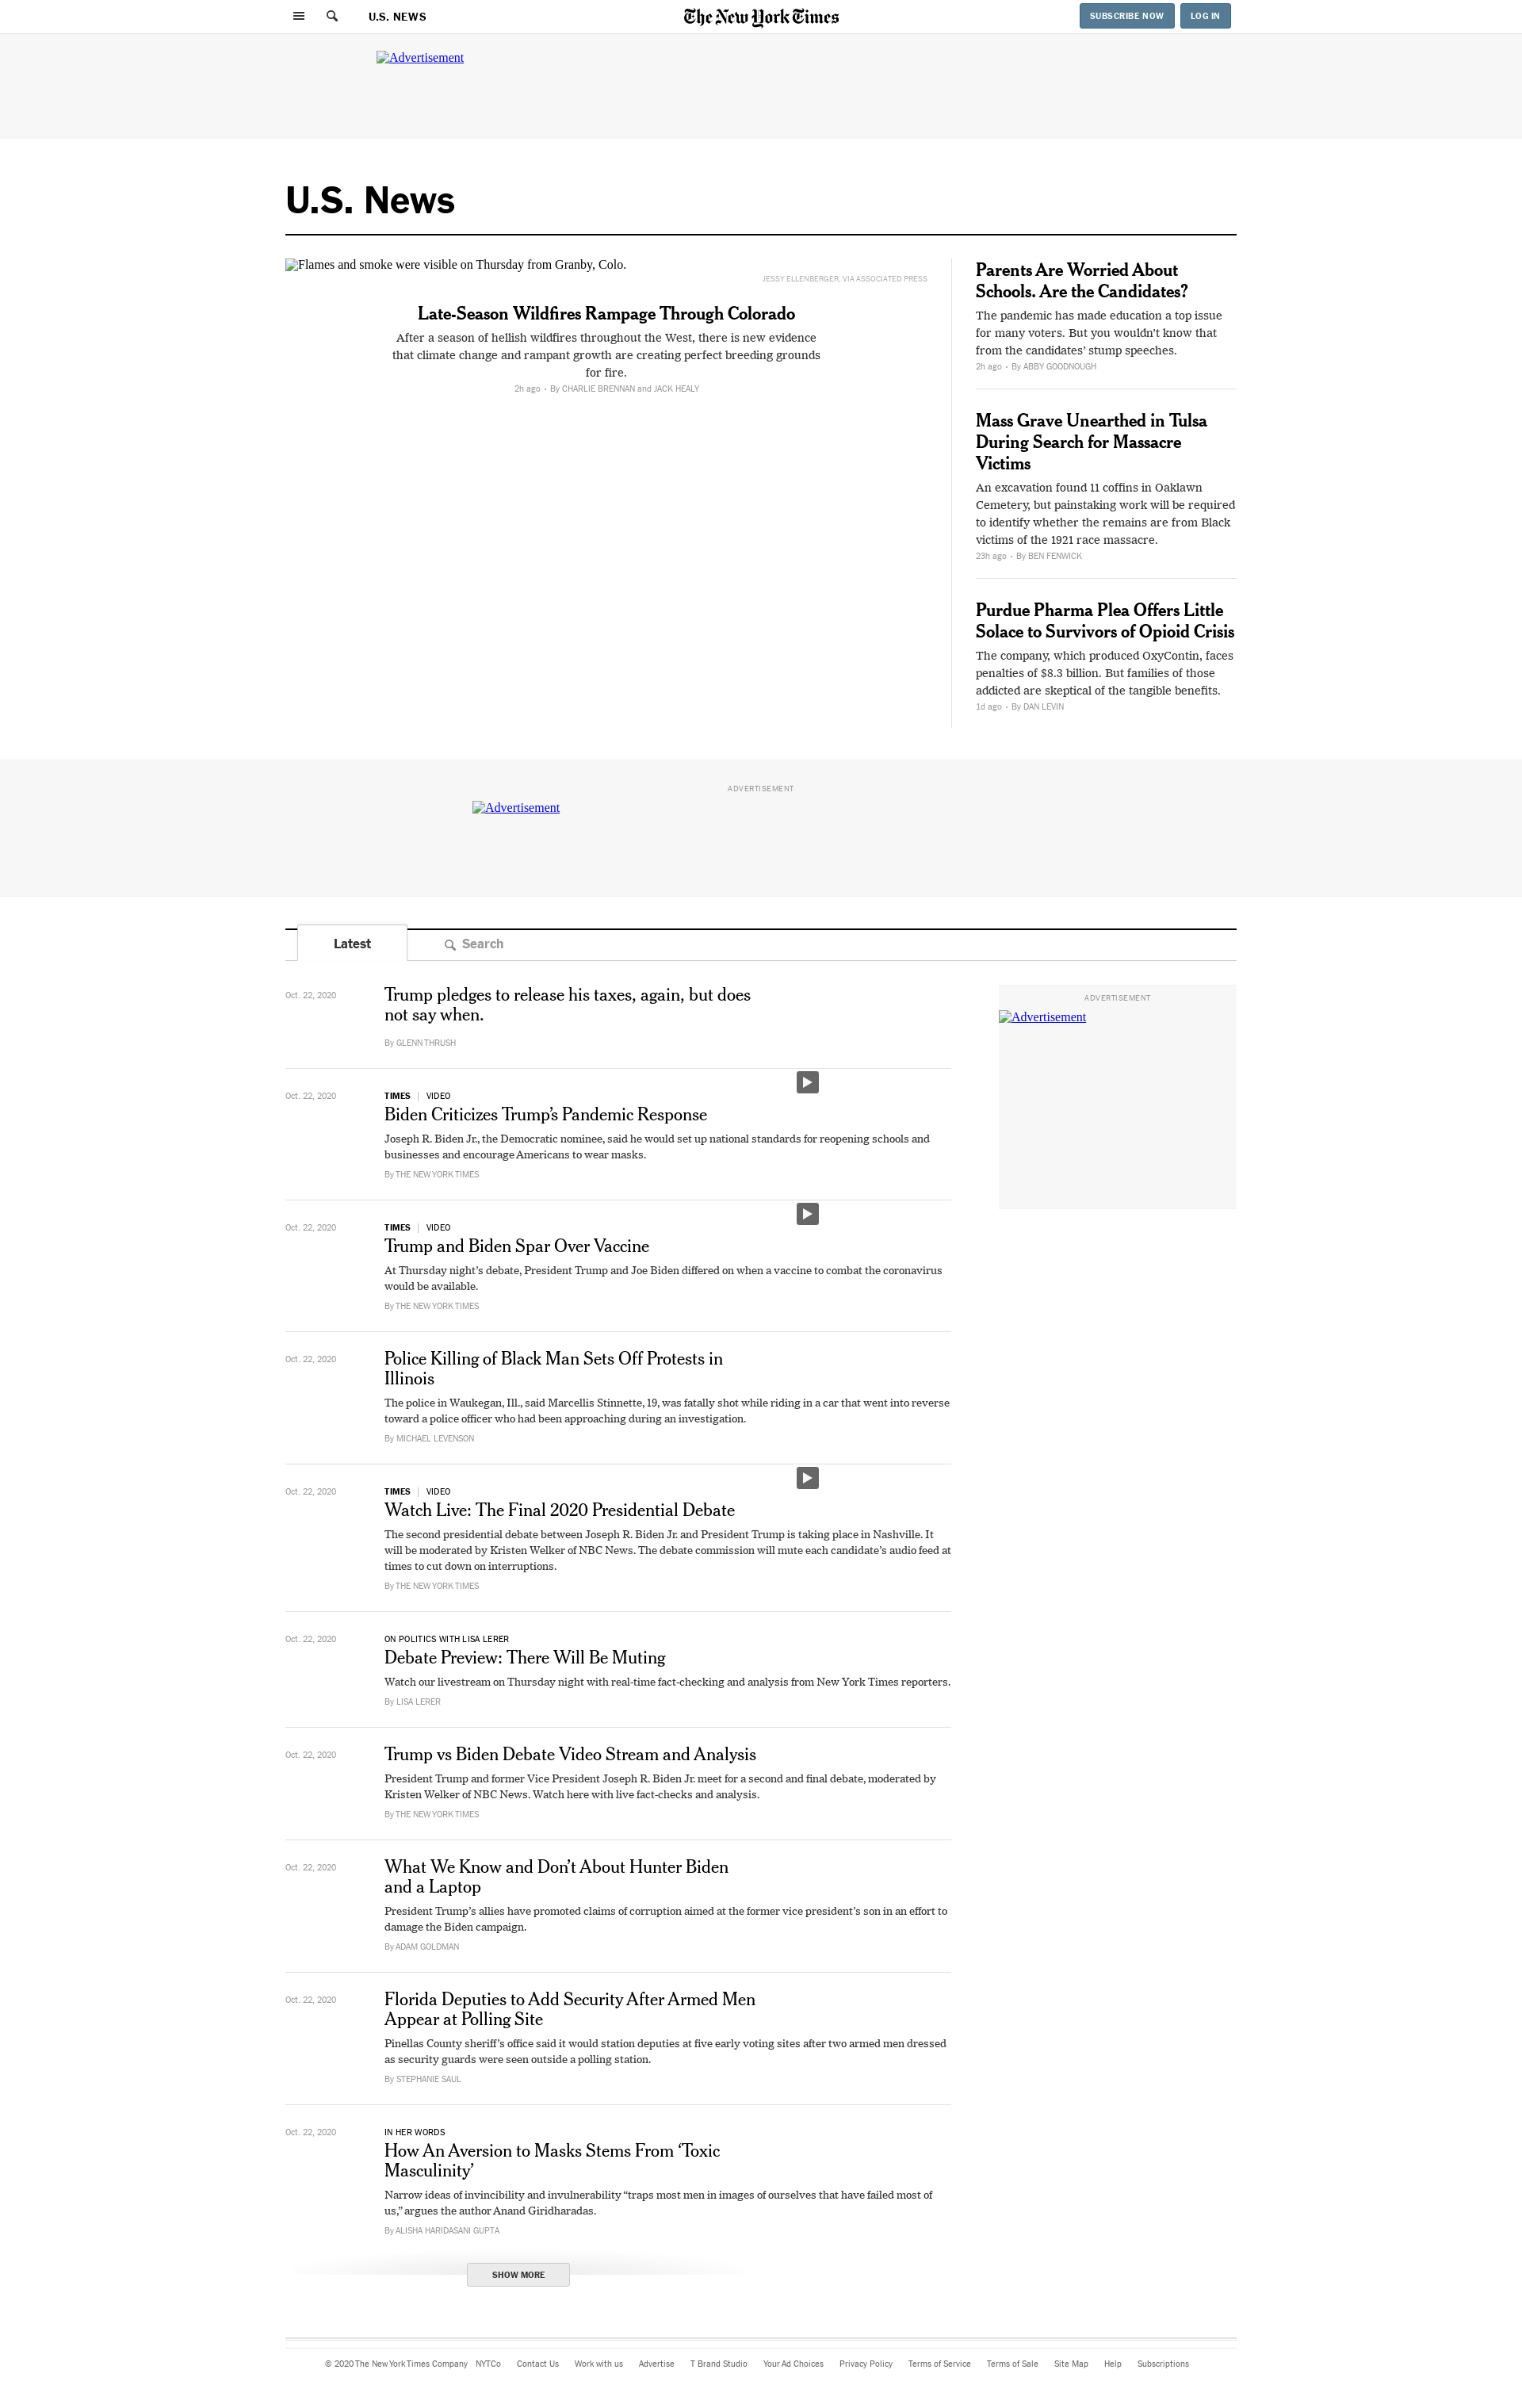 U.S. NEWS
The New York Times
SUBSCRIBE NOW
LOG IN
Advertisement
U.S. News
Flames and smoke were visible on Thursday from Granby, Colo.
JESSY ELLENBERGER, VIA ASSOCIATED PRESS
Late-Season Wildfires Rampage Through Colorado
After a season of hellish wildfires throughout the West, there is new evidence
that climate change and rampant growth are creating perfect breeding grounds
for fire.
2h ago • By CHARLIE BRENNAN and JACK HEALY
Parents Are Worried About
Schools. Are the Candidates?
The pandemic has made education a top issue
for many voters. But you wouldn’t know that
from the candidates’ stump speeches.
2h ago • By ABBY GOODNOUGH
Mass Grave Unearthed in Tulsa
During Search for Massacre
Victims
An excavation found 11 coffins in Oaklawn
Cemetery, but painstaking work will be required
to identify whether the remains are from Black
victims of the 1921 race massacre.
23h ago • By BEN FENWICK
Purdue Pharma Plea Offers Little
Solace to Survivors of Opioid Crisis
The company, which produced OxyContin, faces
penalties of $8.3 billion. But families of those
addicted are skeptical of the tangible benefits.
1d ago • By DAN LEVIN
ADVERTISEMENT
Advertisement
Latest
Search
Oct. 22, 2020
Trump pledges to release his taxes, again, but does
not say when.
By GLENN THRUSH
ADVERTISEMENT
Advertisement
Oct. 22, 2020
TIMES | VIDEO
Biden Criticizes Trump’s Pandemic Response
Joseph R. Biden Jr., the Democratic nominee, said he would set up national standards for reopening schools and
businesses and encourage Americans to wear masks.
By THE NEW YORK TIMES
Oct. 22, 2020
TIMES | VIDEO
Trump and Biden Spar Over Vaccine
At Thursday night’s debate, President Trump and Joe Biden differed on when a vaccine to combat the coronavirus
would be available.
By THE NEW YORK TIMES
Oct. 22, 2020
Police Killing of Black Man Sets Off Protests in
Illinois
The police in Waukegan, Ill., said Marcellis Stinnette, 19, was fatally shot while riding in a car that went into reverse
toward a police officer who had been approaching during an investigation.
By MICHAEL LEVENSON
Oct. 22, 2020
TIMES | VIDEO
Watch Live: The Final 2020 Presidential Debate
The second presidential debate between Joseph R. Biden Jr. and President Trump is taking place in Nashville. It
will be moderated by Kristen Welker of NBC News. The debate commission will mute each candidate’s audio feed at
times to cut down on interruptions.
By THE NEW YORK TIMES
Oct. 22, 2020
ON POLITICS WITH LISA LERER
Debate Preview: There Will Be Muting
Watch our livestream on Thursday night with real-time fact-checking and analysis from New York Times reporters.
By LISA LERER
Oct. 22, 2020
Trump vs Biden Debate Video Stream and Analysis
President Trump and former Vice President Joseph R. Biden Jr. meet for a second and final debate, moderated by
Kristen Welker of NBC News. Watch here with live fact-checks and analysis.
By THE NEW YORK TIMES
Oct. 22, 2020
What We Know and Don’t About Hunter Biden
and a Laptop
President Trump’s allies have promoted claims of corruption aimed at the former vice president’s son in an effort to
damage the Biden campaign.
By ADAM GOLDMAN
Oct. 22, 2020
Florida Deputies to Add Security After Armed Men
Appear at Polling Site
Pinellas County sheriff’s office said it would station deputies at five early voting sites after two armed men dressed
as security guards were seen outside a polling station.
By STEPHANIE SAUL
Oct. 22, 2020
IN HER WORDS
How An Aversion to Masks Stems From ‘Toxic
Masculinity’
Narrow ideas of invincibility and invulnerability “traps most men in images of ourselves that have failed most of
us,” argues the author Anand Giridharadas.
By ALISHA HARIDASANI GUPTA
SHOW MORE
© 2020 The New York Times Company NYTCo Contact Us Work with us Advertise T Brand Studio Your Ad Choices Privacy Policy Terms of Service Terms of Sale Site Map Help Subscriptions